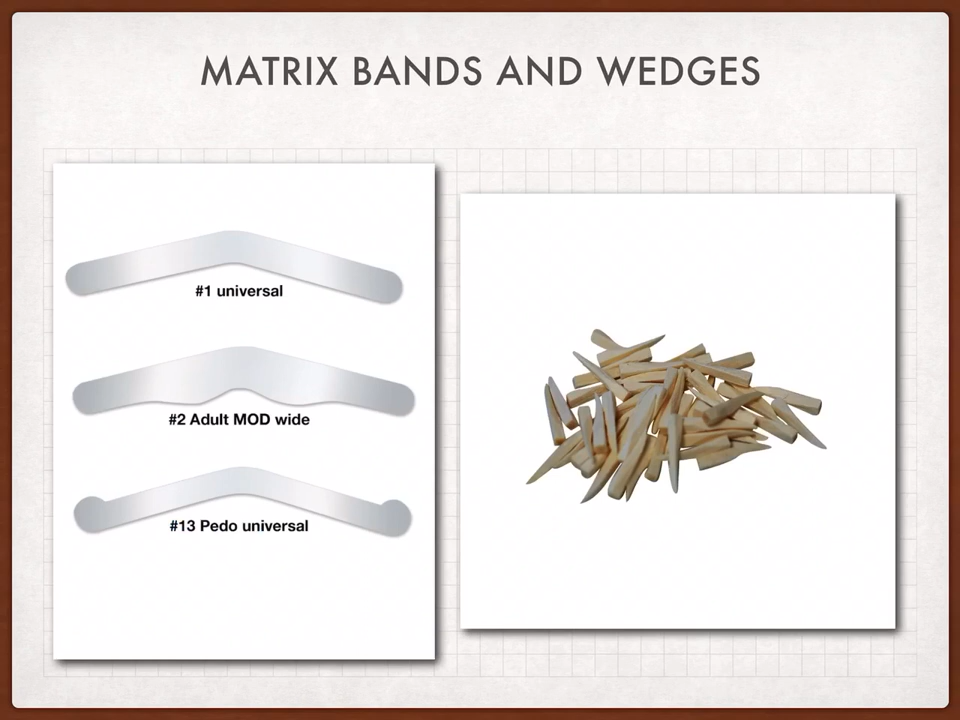 MATRIX BANDS AND WEDGES
#1 universal
#2 Adult MOD wide
#13 Pedo universal